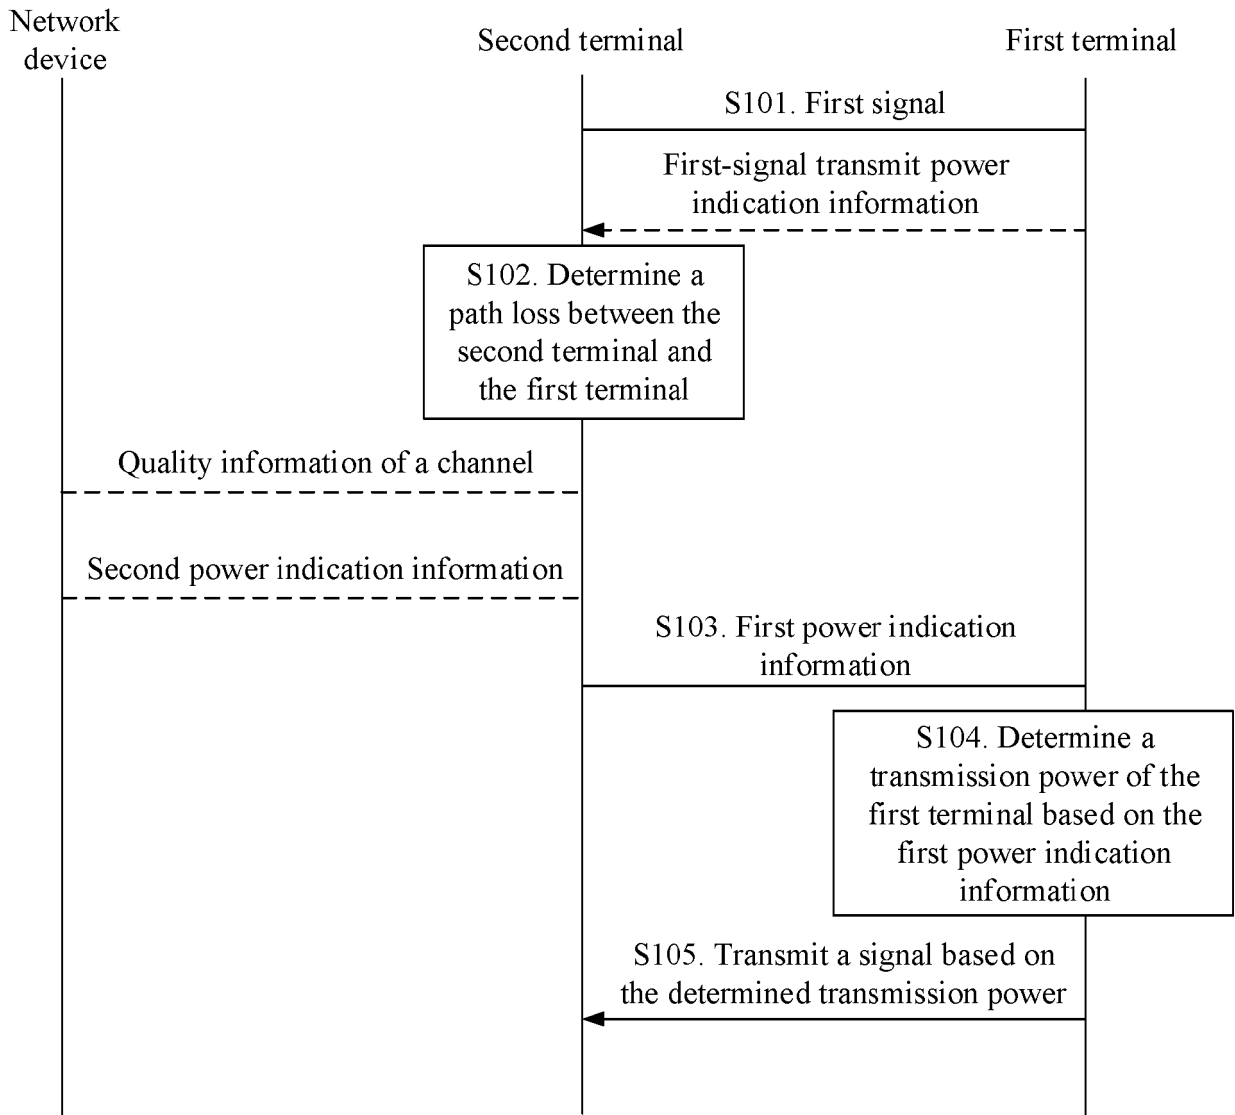 Network
device
Second terminal
First terminal
S101. First signal
First-signal transmit power
indication information
S102. Determine a
path loss between the
second terminal and
the first terminal
Quality information of a channel
Second power indication information
S103. First power indication
information
S104. Determine a
transmission power of the
first terminal based on the
first power indication
information
S105. Transmit a signal based on
the determined transmission power